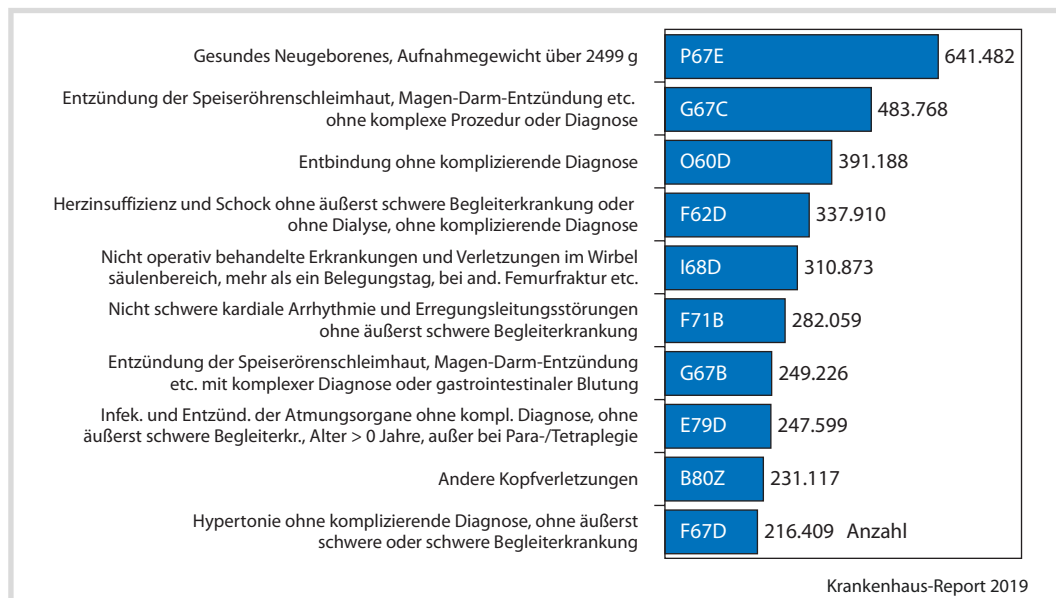 Gesundes Neugeborenes, Aufnahmegewicht über 2499 g
P67E
641.482
Entzündung der Speiseröhrenschleimhaut, Magen-Darm-Entzündung etc.
ohne komplexe Prozedur oder Diagnose
G67C
483.768
Entbindung ohne komplizierende Diagnose
O60D
391.188
Herzinsuffizienz und Schock ohne äußerst schwere Begleiterkrankung oder
ohne Dialyse, ohne komplizierende Diagnose
F62D
337.910
Nicht operativ behandelte Erkrankungen und Verletzungen im Wirbel
säulenbereich, mehr als ein Belegungstag, bei and. Femurfraktur etc.
I68D
310.873
Nicht schwere kardiale Arrhythmie und Erregungsleitungsstörungen
ohne äußerst schwere Begleiterkrankung
F71B
282.059
Entzündung der Speiserörenschleimhaut, Magen-Darm-Entzündung
etc. mit komplexer Diagnose oder gastrointestinaler Blutung
G67B
249.226
Infek. und Entzünd. der Atmungsorgane ohne kompl. Diagnose, ohne
äußerst schwere Begleiterkr., Alter > 0 Jahre, außer bei Para-/Tetraplegie
E79D
247.599
Andere Kopfverletzungen
B80Z
231.117
Hypertonie ohne komplizierende Diagnose, ohne äußerst
schwere oder schwere Begleiterkrankung
F67D
216.409 Anzahl
Krankenhaus-Report 2019